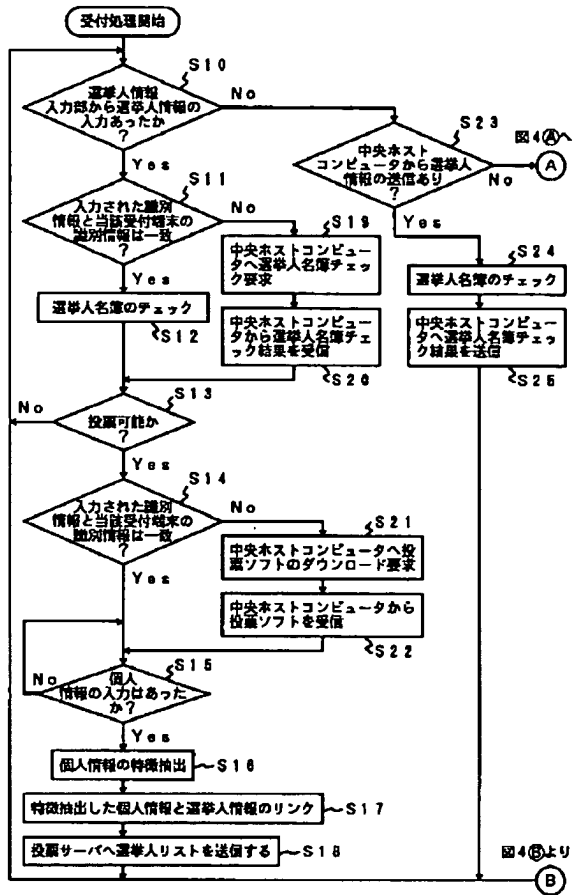 受付処理開始
S10
選挙人情報
入力部から選挙人情報の
入力あったか
?
No
Yes
S23
中央ホスト
コンピュータから選挙人
情報の送信あり
?
No
図4Ⓐへ
A
Yes
S11
入力された識別
情報と当該受付端末の
識別情報は一致
?
No
Yes
S19
中央ホストコンピュー
タへ選挙人名簿チェッ
ク要求
S24
選挙人名簿のチェック
選挙人名簿のチェック
S12
中央ホストコンピュー
タから選挙人名簿チェ
ック結果を受信
S20
中央ホストコンピュー
タへ選挙人名簿チェッ
ク結果を送信
S25
S13
No
投票可能か
?
Yes
S14
入力された識別
情報と当該受付端末の
識別情報は一致
?
No
Yes
S21
中央ホストコンピュータへ投
票ソフトのダウンロード要求
中央ホストコンピュータから
投票ソフトを受信
S22
S15
No
個人
情報の入力はあった
か?
Yes
個人情報の特徴抽出
S16
特徴抽出した個人情報と選挙人情報のリンク
S17
投票サーバへ選挙人リストを送信する
S18
図4Ⓑより
B